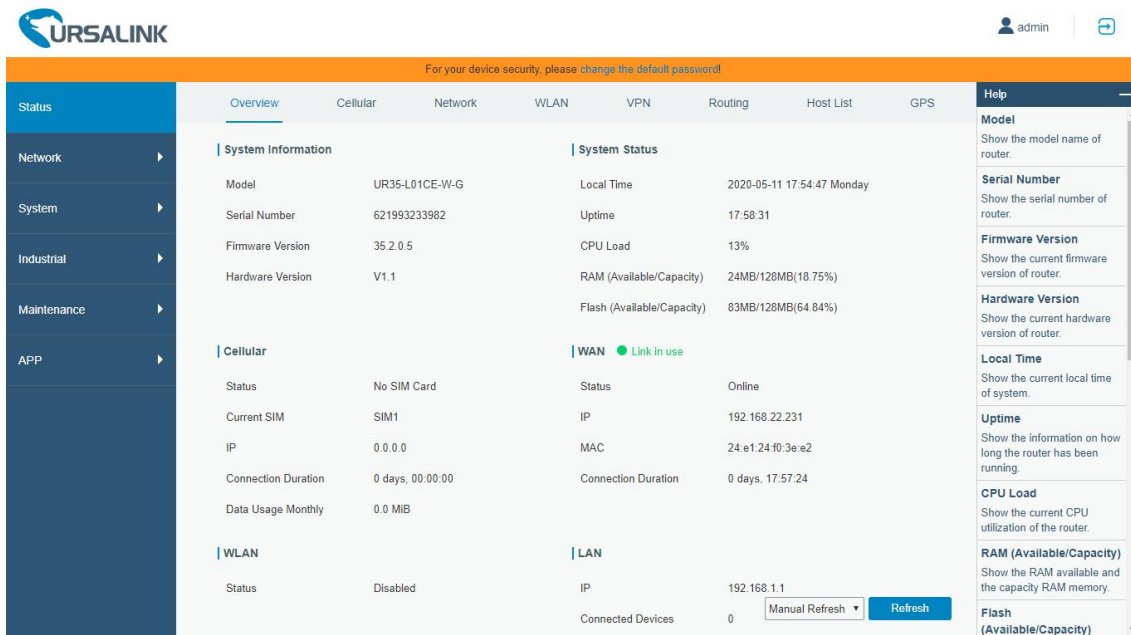 URSALINK
admin
For your device security, please change the default password!
Status
Network
System
Industrial
Maintenance
APP
Overview Cellular Network WLAN VPN Routing Host List GPS
System Information
Model UR35-L01CE-W-G
Serial Number 621993233982
Firmware Version 35.2.0.5
Hardware Version V1.1
System Status
Local Time 2020-05-11 17:54:47 Monday
Uptime 17:58:31
CPU Load 13%
RAM (Available/Capacity) 24MB/128MB(18.75%)
Flash (Available/Capacity) 83MB/128MB(64.84%)
Cellular
Status No SIM Card
Current SIM SIM1
IP 0.0.0.0
Connection Duration 0 days, 00:00:00
Data Usage Monthly 0.0 MiB
WAN Link in use
Status Online
IP 192.168.22.231
MAC 24:e1:24:f0:3e:e2
Connection Duration 0 days, 17:57:24
WLAN
Status Disabled
LAN
IP 192.168.1.1
Connected Devices 0
Manual Refresh Refresh
Help
Model
Show the model name of
router.
Serial Number
Show the serial number of
router.
Firmware Version
Show the current firmware
version of router.
Hardware Version
Show the current hardware
version of router.
Local Time
Show the current local time
of system.
Uptime
Show the information on how
long the router has been
running.
CPU Load
Show the current CPU
utilization of the router.
RAM (Available/Capacity)
Show the RAM available and
the capacity RAM memory.
Flash
(Available/Capacity)